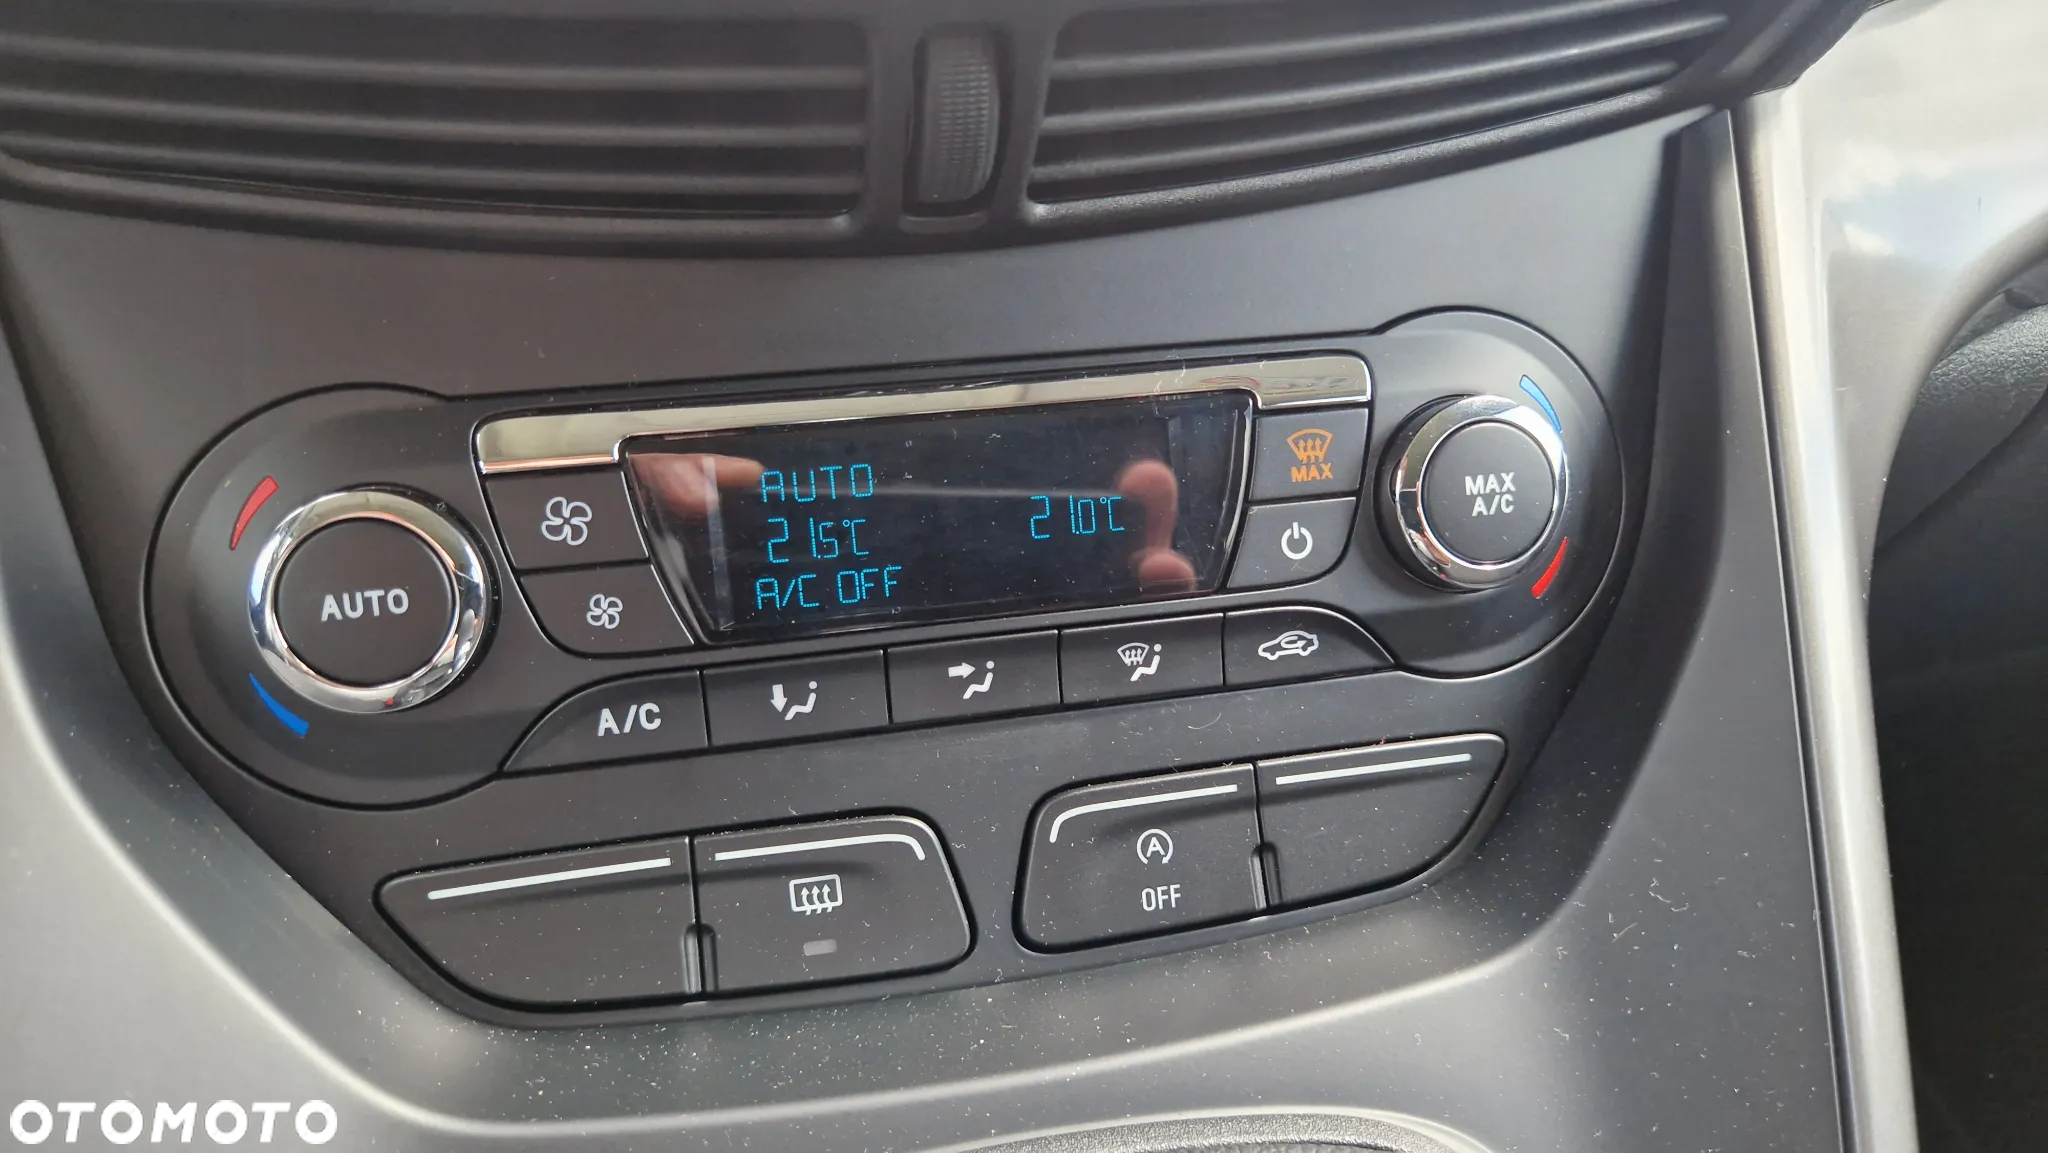 AUTO
21.5°C
A/C OFF
21.0°C
MAX
MAX
A/C
AUTO
A/C
A
OFF
OTOMOTO